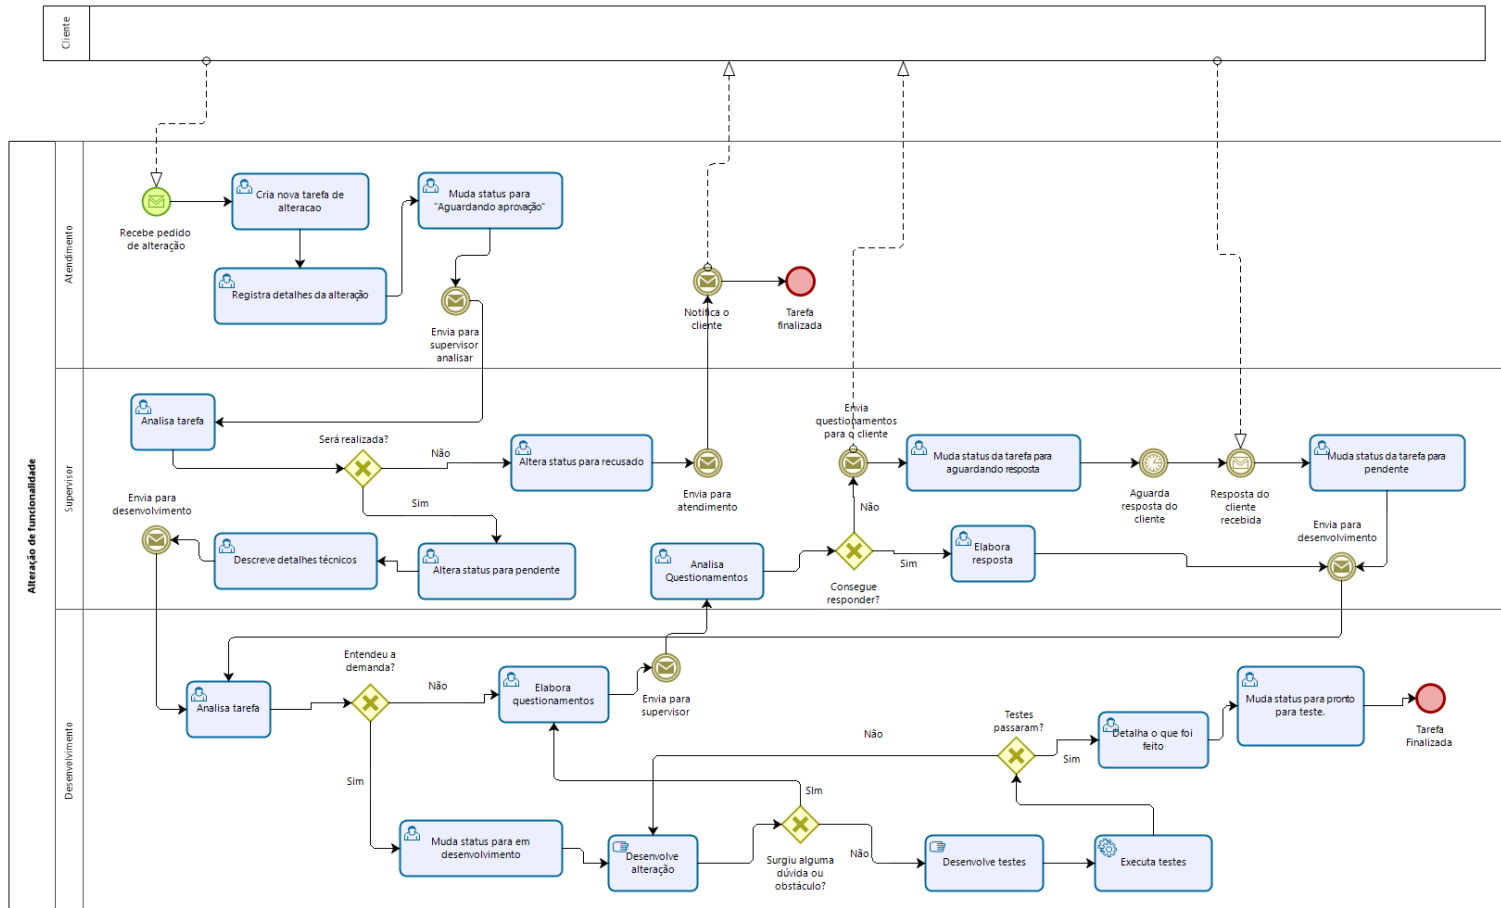 Cliente
Alteração de funcionalidade
Atendimento
Recebe pedido
de alteração
Cria nova tarefa de
alteracao
Registra detalhes da alteração
Muda status para
"Aguardando aprovação"
Envia para
supervisor
analisar
Notifica o
cliente
Tarefa
finalizada
Supervisor
Analisa tarefa
Será realizada?
Não
Sim
Altera status para recusado
Envia para
atendimento
Altera status para pendente
Descreve detalhes técnicos
Envia para
desenvolvimento
Analisa
Questionamentos
Consegue
responder?
Não
Sim
Envia
questionamentos
para o cliente
Muda status da tarefa para
aguardando resposta
Aguarda
resposta do
cliente
Resposta do
cliente
recebida
Muda status da tarefa para
pendente
Elabora
resposta
Envia para
desenvolvimento
Desenvolvimento
Analisa tarefa
Entendeu a
demanda?
Não
Sim
Elabora
questionamentos
Envia para
supervisor
Muda status para em
desenvolvimento
Desenvolve
alteração
Surgiu alguma
dúvida ou
obstáculo?
SIm
Não
Desenvolve testes
Executa testes
Testes
passaram?
Não
Sim
Detalha o que foi
feito
Muda status para pronto
para teste.
Tarefa
Finalizada